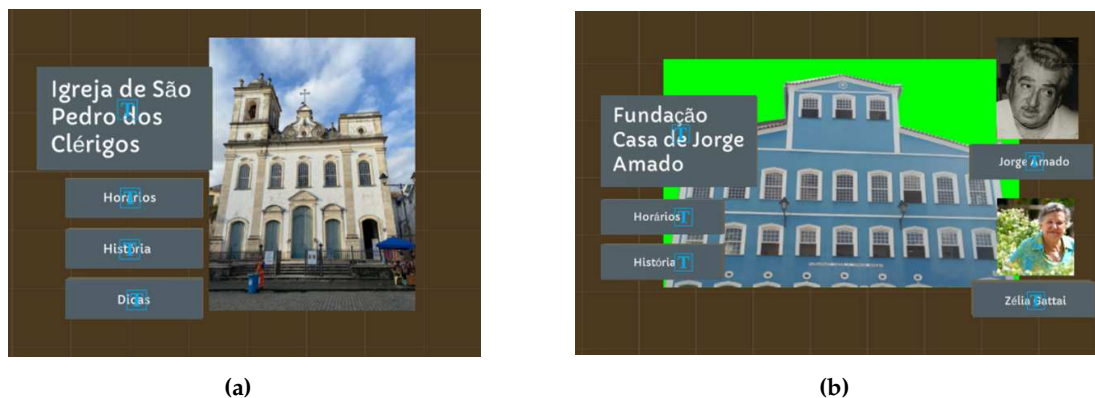 Igreja de São
Pedro dos
Clérigos
Horários
História
Dicas
(a)
Fundação
Casa de Jorge
Amado
Horários
História
Jorge Amado
Zélia Gattai
(b)